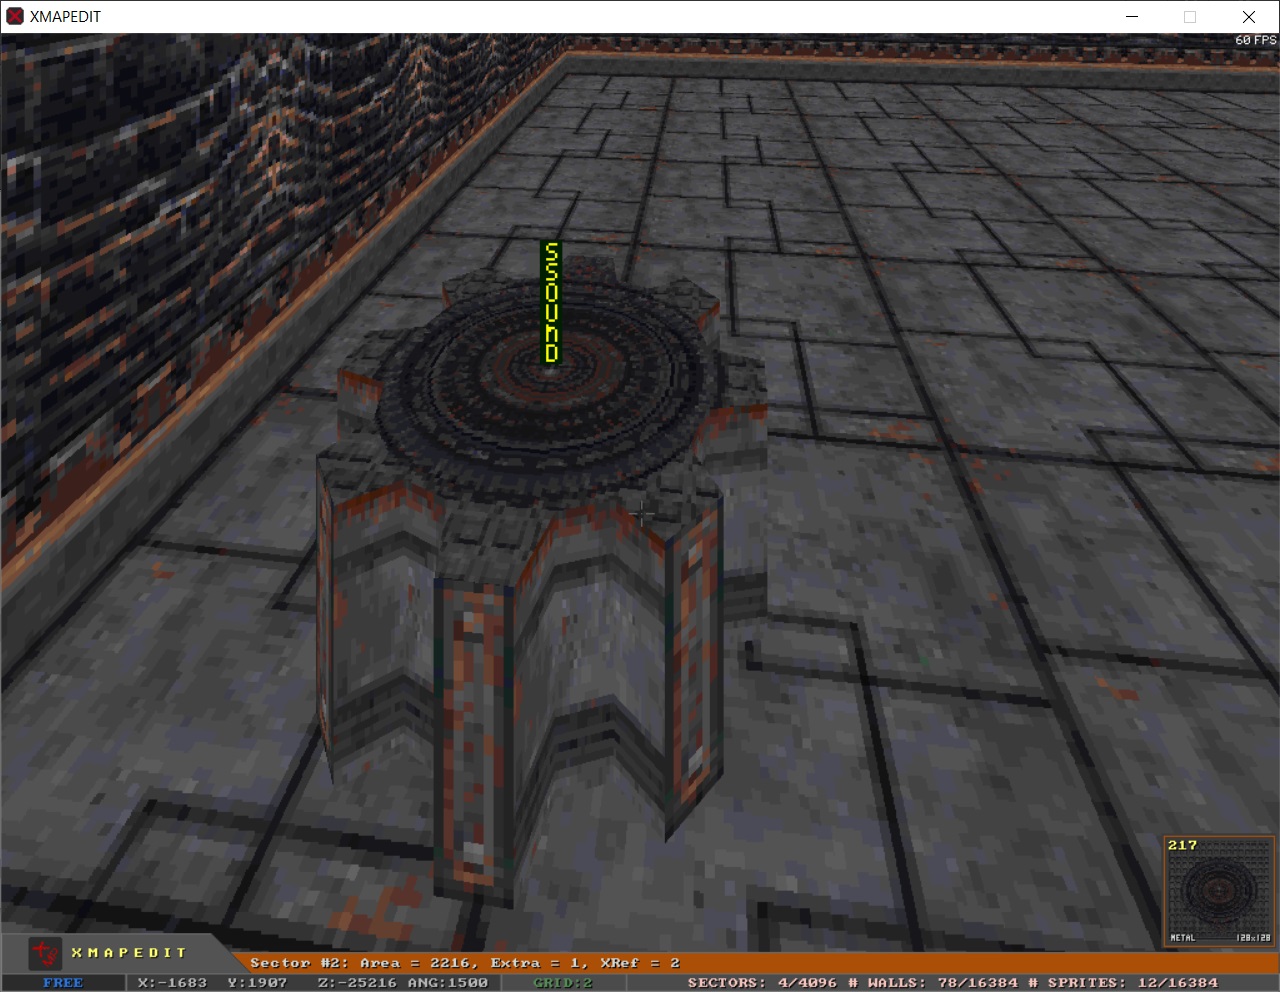 XMAPEDIT
60 FPS
SSOUND
217
METAL 128x128
XMAPEDIT
Sector #2: Area = 2216, Extra = 1, XRef = 2
FREE X:-1683 Y:1907 Z:-25216 ANG:1500 GRID:2 SECTORS: 4/4096 # WALLS: 78/16384 # SPRITES: 12/16384